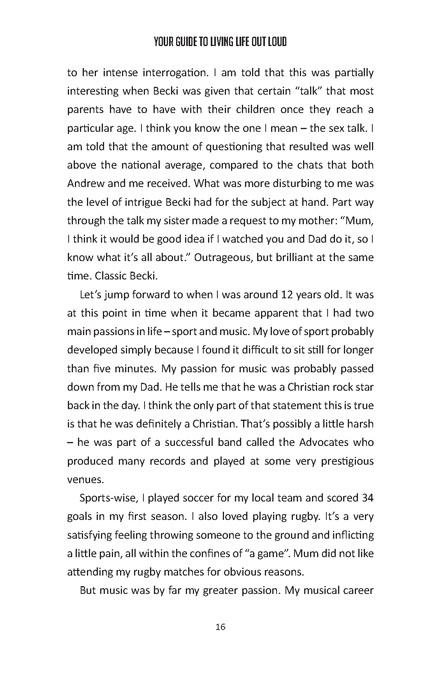 YOUR GUIDE TO LIVING LIFE OUT LOUD
to her intense interrogation. I am told that this was partially
interesting when Becki was given that certain “talk” that most
parents have to have with their children once they reach a
particular age. I think you know the one I mean – the sex talk. I
am told that the amount of questioning that resulted was well
above the national average, compared to the chats that both
Andrew and me received. What was more disturbing to me was
the level of intrigue Becki had for the subject at hand. Part way
through the talk my sister made a request to my mother: “Mum,
I think it would be good idea if I watched you and Dad do it, so I
know what it’s all about.” Outrageous, but brilliant at the same
time. Classic Becki.
Let’s jump forward to when I was around 12 years old. It was
at this point in time when it became apparent that I had two
main passions in life – sport and music. My love of sport probably
developed simply because I found it difficult to sit still for longer
than five minutes. My passion for music was probably passed
down from my Dad. He tells me that he was a Christian rock star
back in the day. I think the only part of that statement this is true
is that he was definitely a Christian. That’s possibly a little harsh
– he was part of a successful band called the Advocates who
produced many records and played at some very prestigious
venues.
Sports-wise, I played soccer for my local team and scored 34
goals in my first season. I also loved playing rugby. It’s a very
satisfying feeling throwing someone to the ground and inflicting
a little pain, all within the confines of “a game”. Mum did not like
attending my rugby matches for obvious reasons.
But music was by far my greater passion. My musical career
16